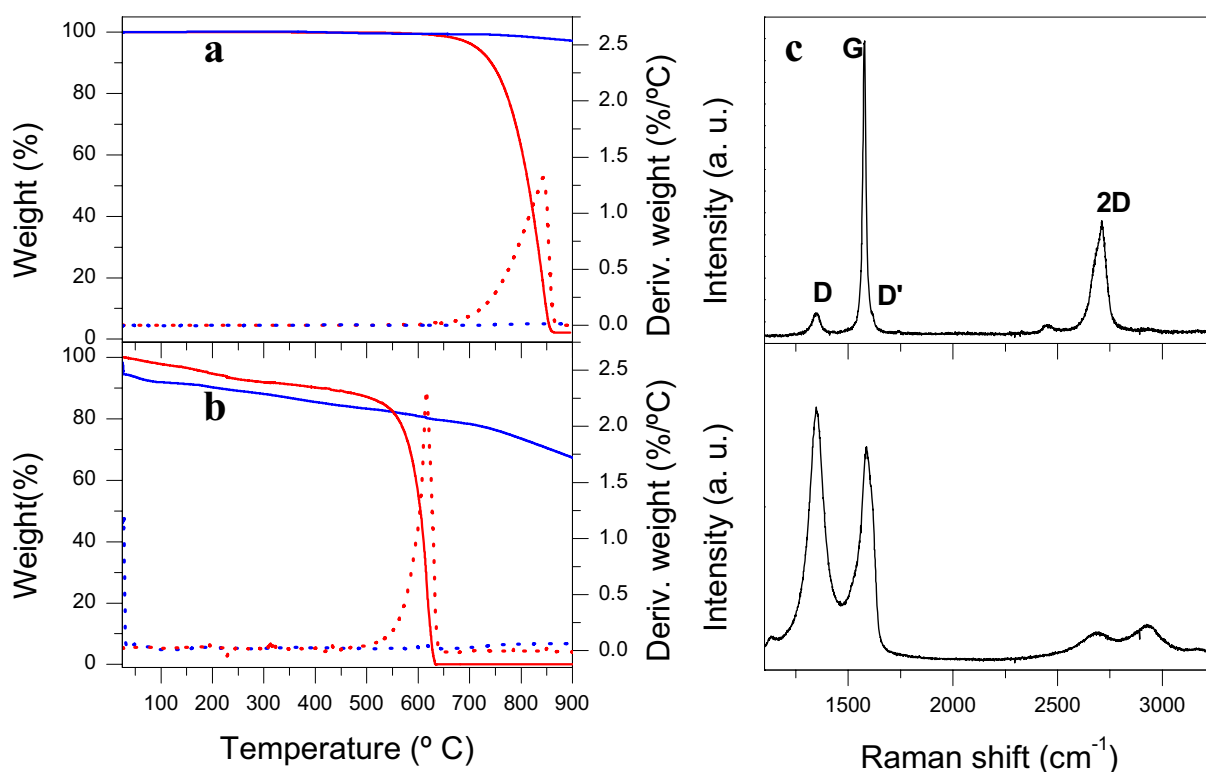 a
Weight (%)
100
80
60
40
20
0
2.5
2.0
1.5
1.0
0.5
0.0
Deriv. weight (%/ºC)
b
Weight(%)
100
80
60
40
20
0
2.5
2.0
1.5
1.0
0.5
0.0
Deriv. weight (%/ºC)
100 200 300 400 500 600 700 800 900
Temperature (º C)
c
G
D
D'
2D
Intensity (a. u.)
Intensity (a. u.)
1500 2000 2500 3000
Raman shift (cm⁻¹)